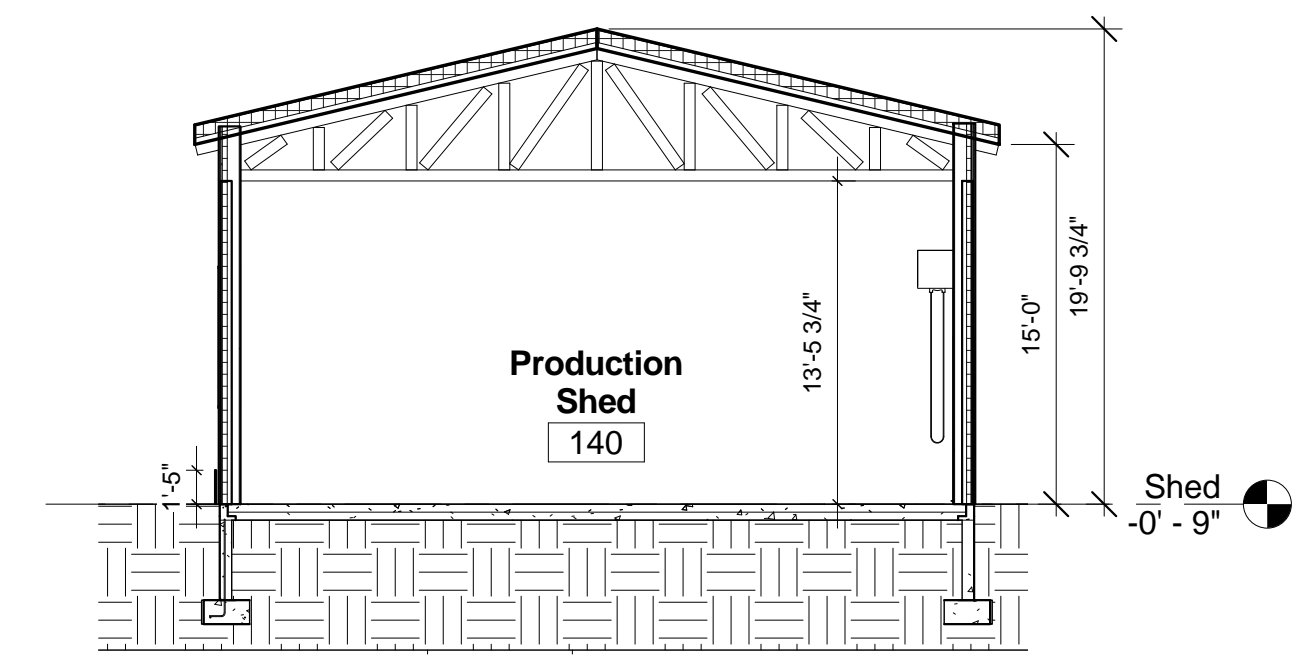 19'-9 3/4"
15'-0"
13'-5 3/4"
Production
Shed
140
1'-5"
Shed
-0' - 9"